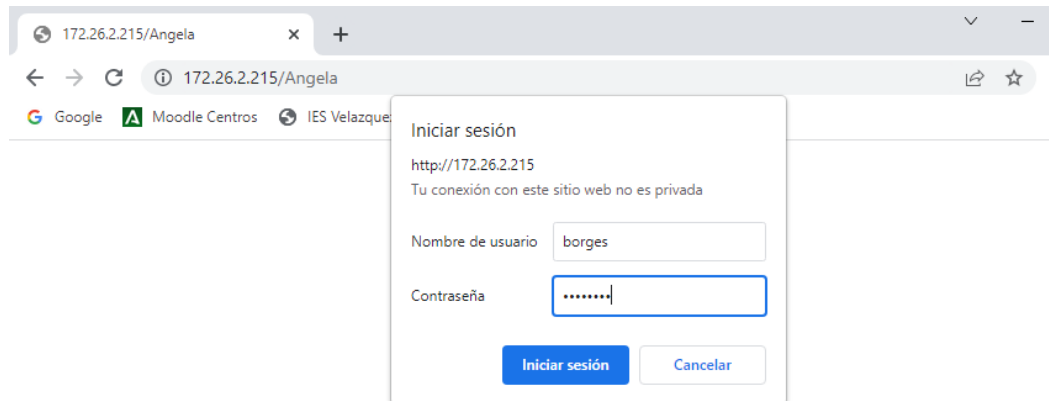 172.26.2.215/Angela
172.26.2.215/Angela
Google Moodle Centros IES Velazque
Iniciar sesión
http://172.26.2.215
Tu conexión con este sitio web no es privada
Nombre de usuario borges
Contraseña ••••••••
Iniciar sesión Cancelar